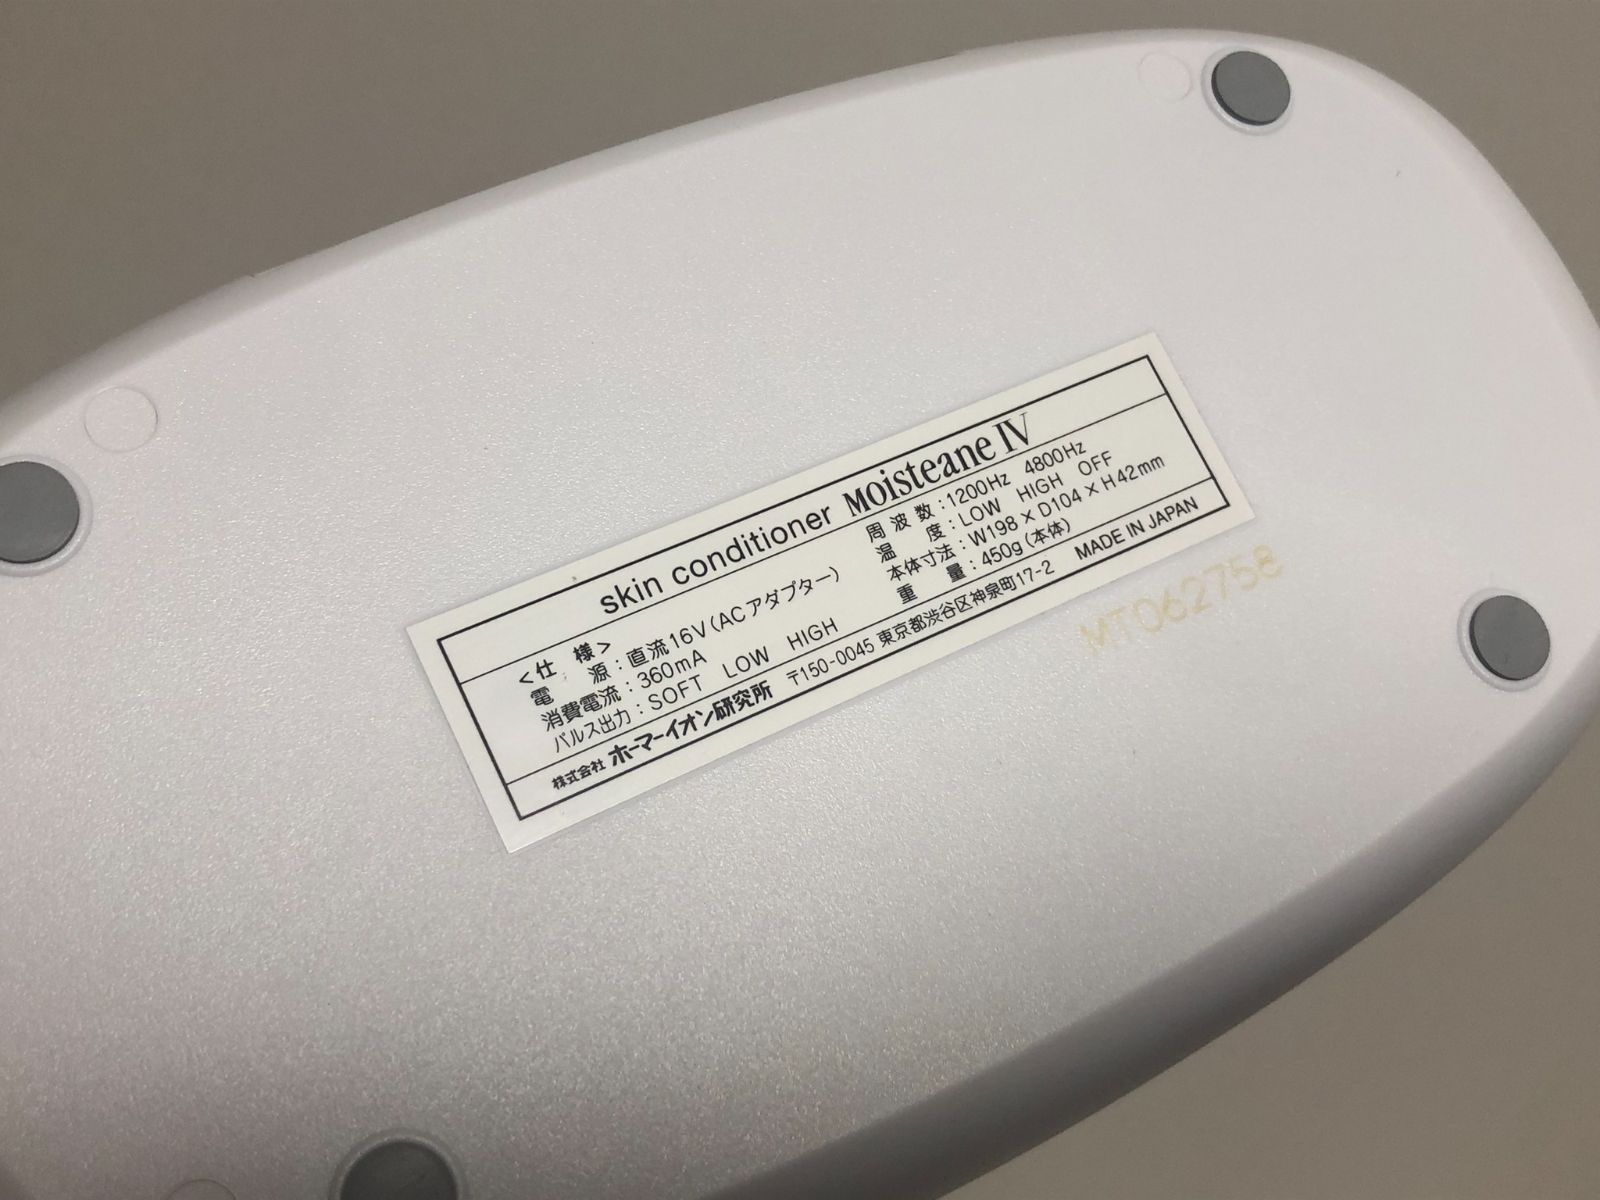 skin conditioner Moisteane IV
<仕 様>
電 源：直流16V（ACアダプター）
消費電流：360mA
パルス出力：SOFT LOW HIGH
周 波 数：1200Hz 4800Hz
温 度：LOW HIGH OFF
本体寸法：W198×D104×H42mm
重 量：450g（本体）
株式会社 ホーマーイオン研究所 〒150-0045 東京都渋谷区神泉町17-2 MADE IN JAPAN
MT062758